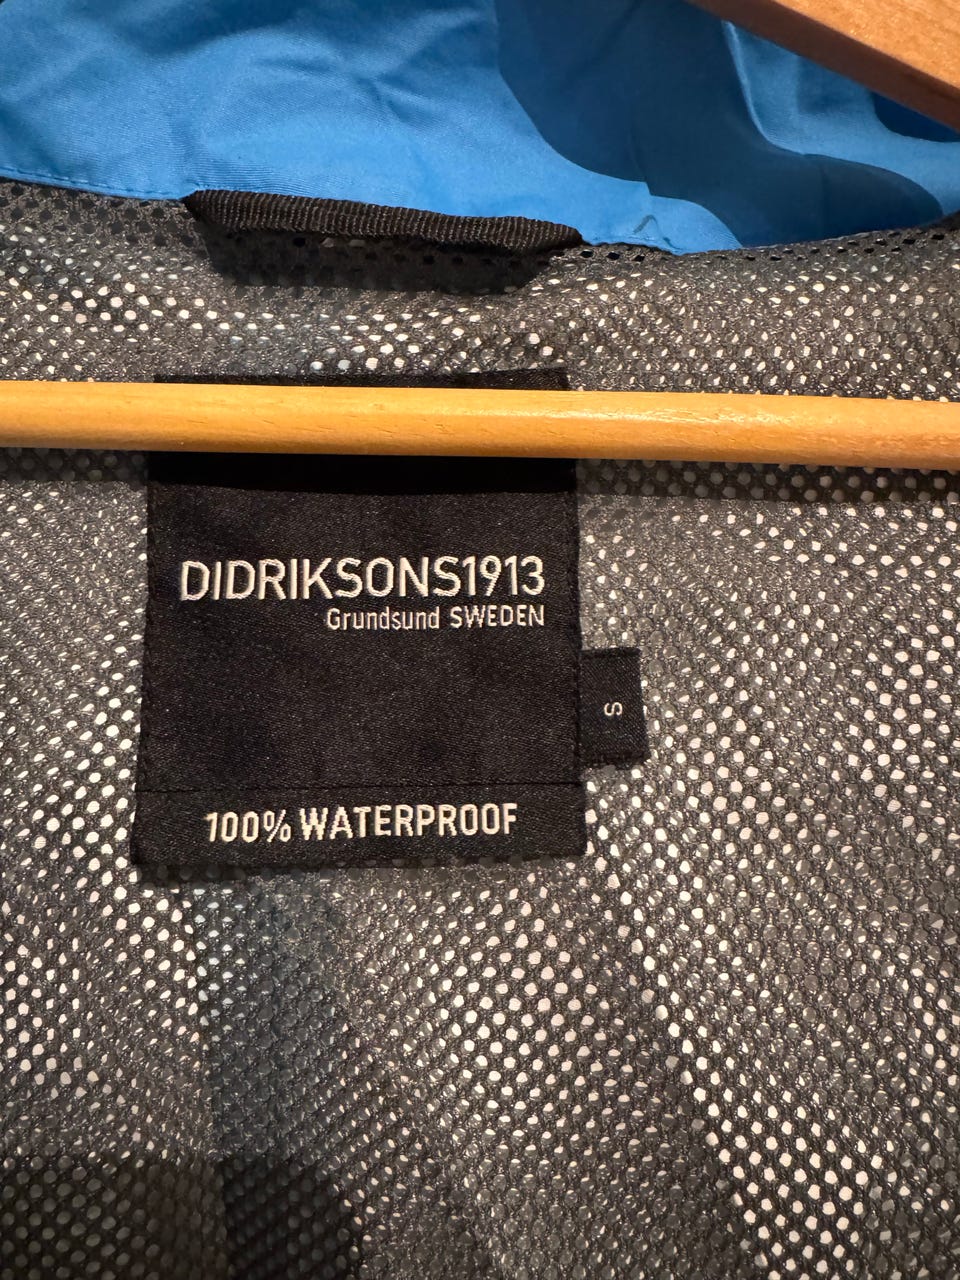 DIDRIKSONS1913
Grundsund SWEDEN
S
100% WATERPROOF